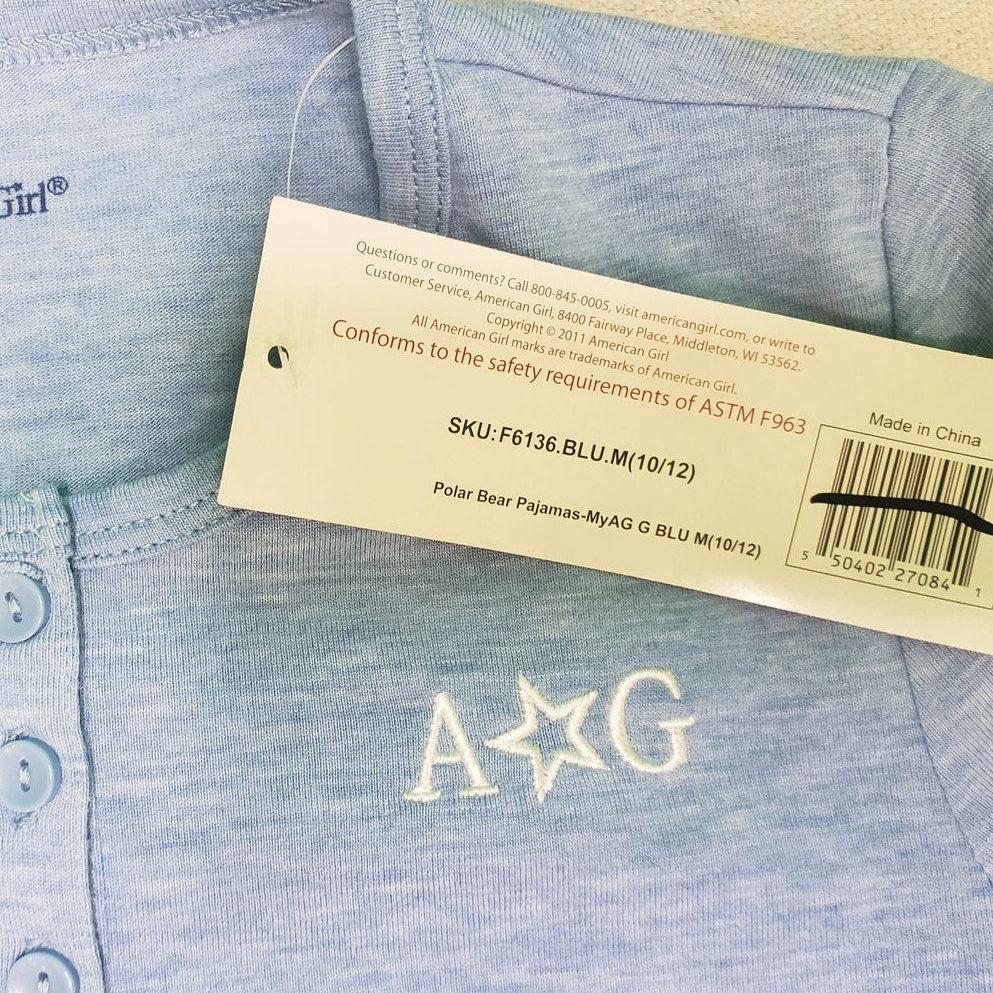 Girl®
Questions or comments? Call 800-845-0005, visit americangirl.com, or write to
Customer Service, American Girl, 8400 Fairway Place, Middleton, WI 53562.
Copyright © 2011 American Girl
All American Girl marks are trademarks of American Girl.
Conforms to the safety requirements of ASTM F963
SKU:F6136.BLU.M(10/12)
Polar Bear Pajamas-MyAG G BLU M(10/12)
Made in China
5 50402 27084 1
A☆G